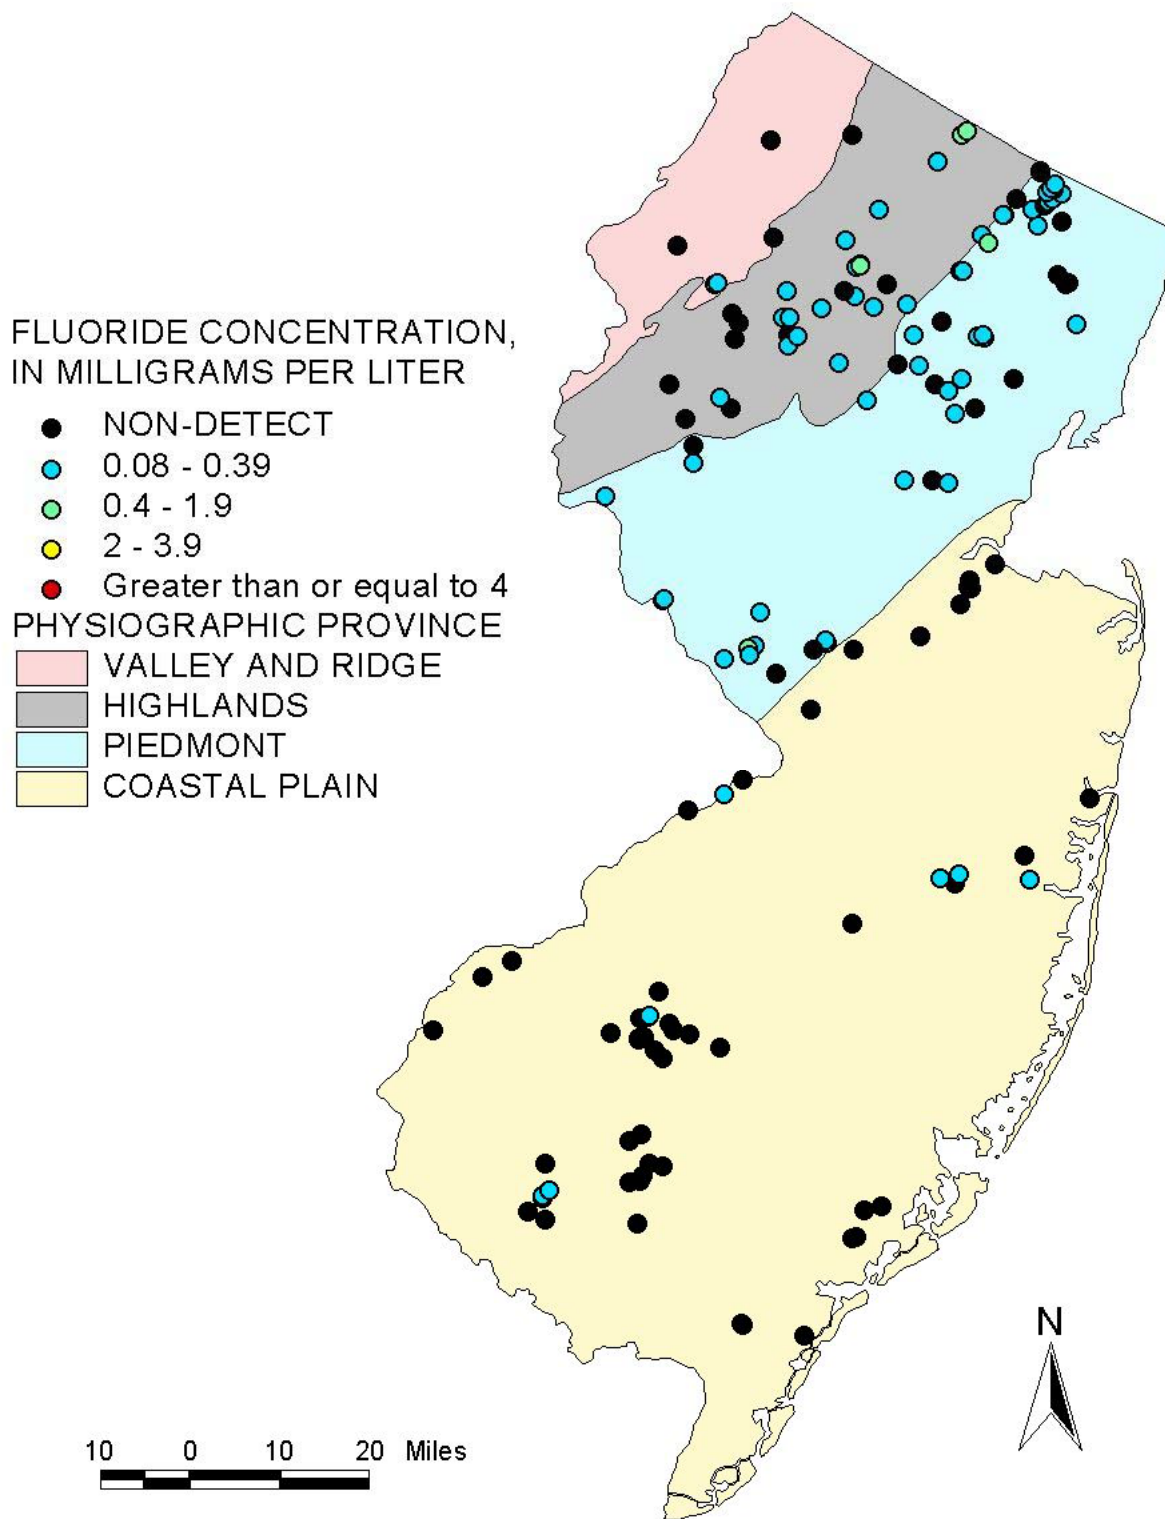 FLUORIDE CONCENTRATION,
IN MILLIGRAMS PER LITER
NON-DETECT
0.08 - 0.39
0.4 - 1.9
2 - 3.9
Greater than or equal to 4
PHYSIOGRAPHIC PROVINCE
VALLEY AND RIDGE
HIGHLANDS
PIEDMONT
COASTAL PLAIN
N
10 0 10 20 Miles